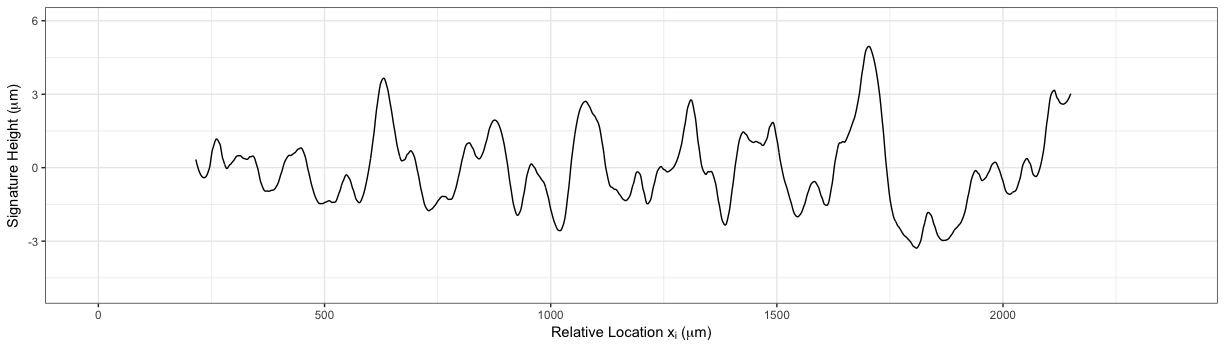 Signature Height (μm)
6
3
0
-3
0 500 1000 1500 2000
Relative Location xᵢ (μm)